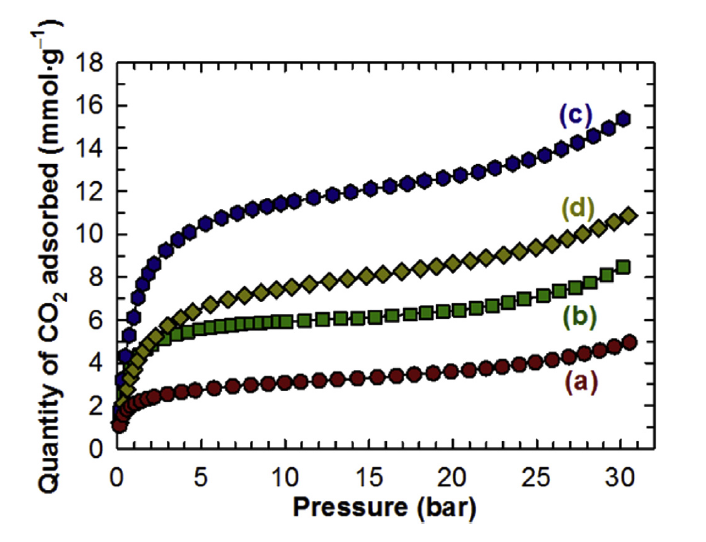 Quantity of CO₂ adsorbed (mmol·g⁻¹)
18
16
14
12
10
8
6
4
2
0
(c)
(d)
(b)
(a)
0 5 10 15 20 25 30
Pressure (bar)